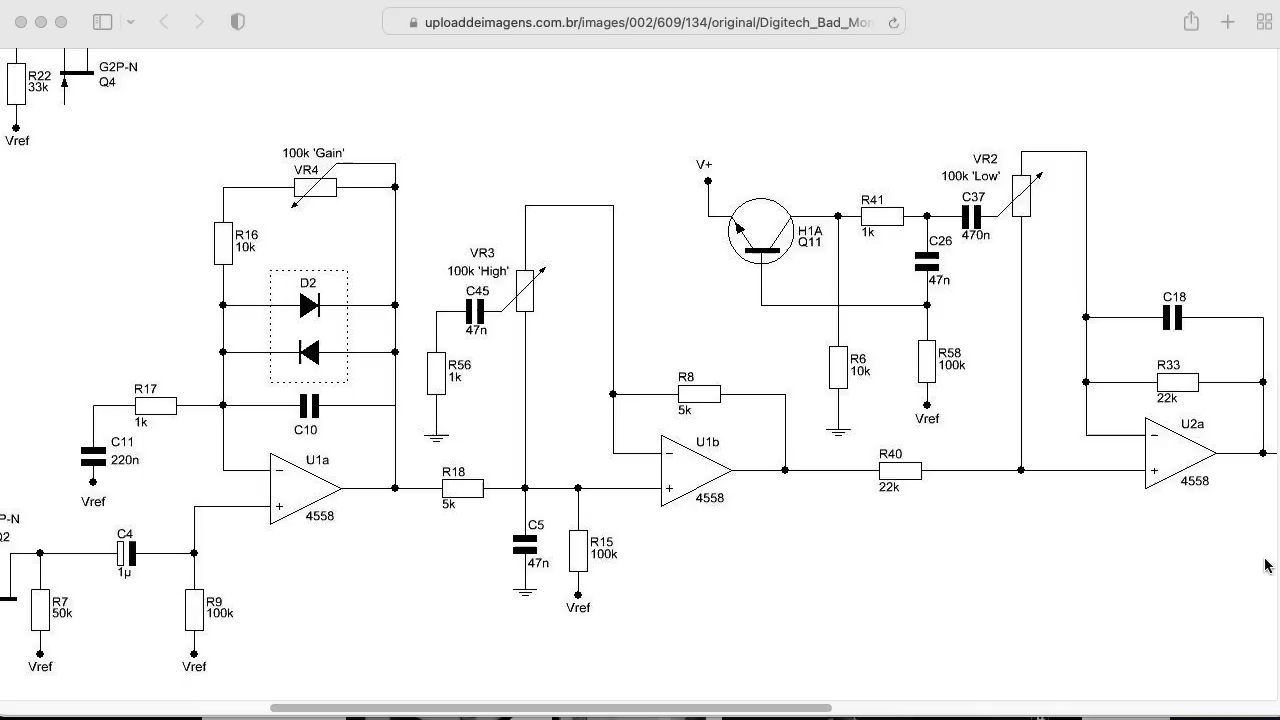 uploaddeimagens.com.br/images/002/609/134/original/Digitech_Bad_Mon
R22
33k
G2P-N
Q4
Vref
100k 'Gain'
VR4
R16
10k
D2
R17
1k
C10
C11
220n
Vref
U1a
4558
C4
1µ
R7
50k
Vref
R9
100k
Vref
VR3
100k 'High'
C45
47n
R56
1k
R18
5k
C5
47n
R15
100k
Vref
R8
5k
U1b
4558
V+
H1A
Q11
R41
1k
VR2
100k 'Low'
C37
470n
C26
47n
R6
10k
R58
100k
Vref
R40
22k
C18
R33
22k
U2a
4558
P-N